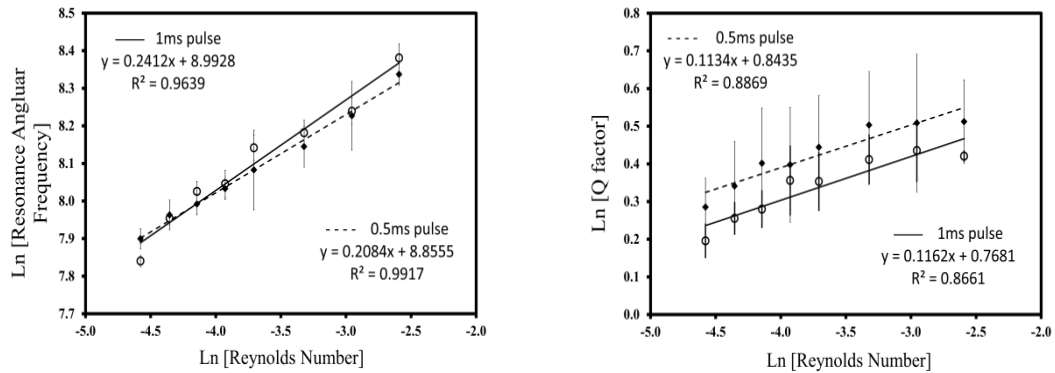 Ln [Resonance Angluar
Frequency]
8.5
8.4
8.3
8.2
8.1
8.0
7.9
7.8
7.7
1ms pulse
y = 0.2412x + 8.9928
R² = 0.9639
0.5ms pulse
y = 0.2084x + 8.8555
R² = 0.9917
-5.0 -4.5 -4.0 -3.5 -3.0 -2.5 -2.0
Ln [Reynolds Number]
Ln [Q factor]
0.8
0.7
0.6
0.5
0.4
0.3
0.2
0.1
0.0
0.5ms pulse
y = 0.1134x + 0.8435
R² = 0.8869
1ms pulse
y = 0.1162x + 0.7681
R² = 0.8661
-5.0 -4.5 -4.0 -3.5 -3.0 -2.5 -2.0
Ln [Reynolds Number]